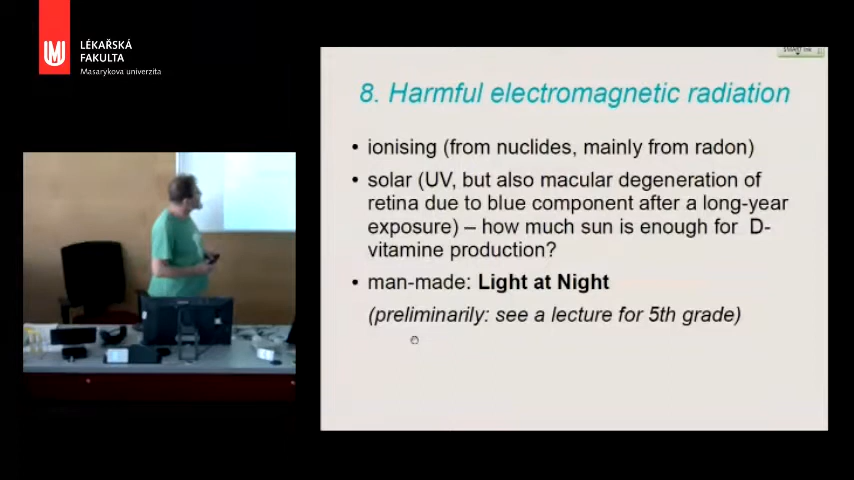 LÉKAŘSKÁ
FAKULTA
Masarykova univerzita
8. Harmful electromagnetic radiation
• ionising (from nuclides, mainly from radon)
• solar (UV, but also macular degeneration of
retina due to blue component after a long-year
exposure) – how much sun is enough for D-
vitamine production?
• man-made: Light at Night
(preliminarily: see a lecture for 5th grade)